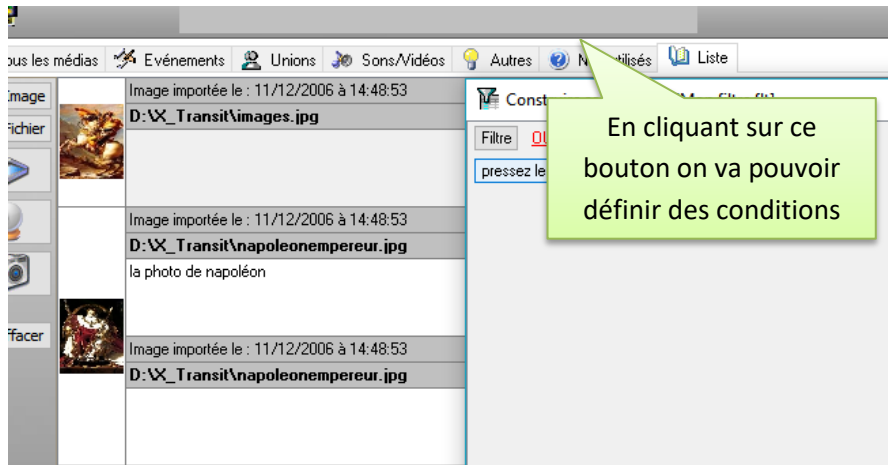 ous les médias Evénements Unions Sons/Vidéos Autres Liste
mage
Image importée le : 11/12/2006 à 14:48:53
ichier
D:\X_Transit\images.jpg
Filtre
pressez le
En cliquant sur ce
bouton on va pouvoir
définir des conditions
Image importée le : 11/12/2006 à 14:48:53
D:\X_Transit\napoleonempereur.jpg
la photo de napoléon
ffacer
Image importée le : 11/12/2006 à 14:48:53
D:\X_Transit\napoleonempereur.jpg